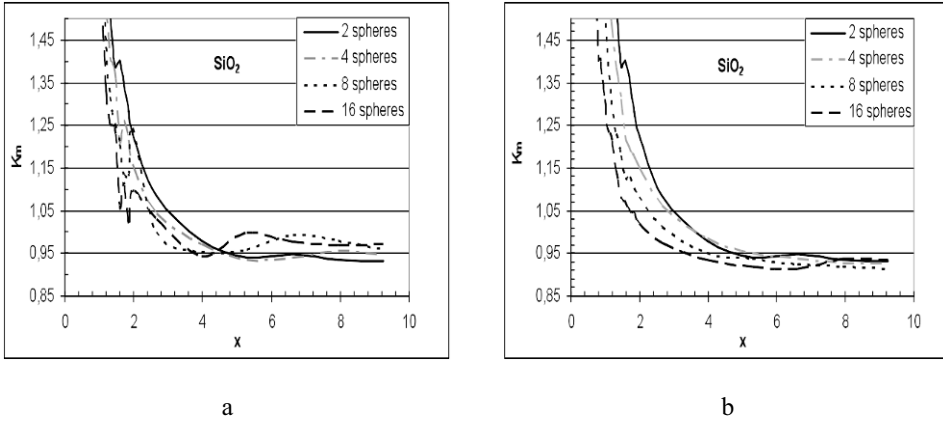 1,45
1,35
1,25
1,15
1,05
0,95
0,85
Km
SiO₂
2 spheres
4 spheres
8 spheres
16 spheres
0 2 4 6 8 10
x
a
1,45
1,35
1,25
1,15
1,05
0,95
0,85
Km
SiO₂
2 spheres
4 spheres
8 spheres
16 spheres
0 2 4 6 8 10
x
b